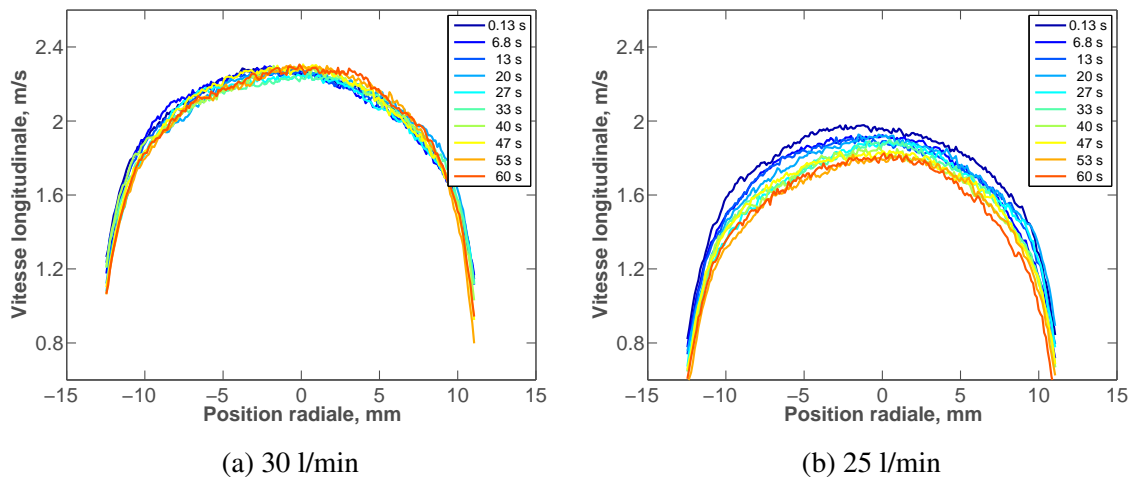 2.4
2
1.6
1.2
0.8
−15
−10
−5
0
5
10
15
Vitesse longitudinale, m/s
Position radiale, mm
0.13 s
6.8 s
13 s
20 s
27 s
33 s
40 s
47 s
53 s
60 s
(a) 30 l/min
2.4
2
1.6
1.2
0.8
−15
−10
−5
0
5
10
15
Vitesse longitudinale, m/s
Position radiale, mm
0.13 s
6.8 s
13 s
20 s
27 s
33 s
40 s
47 s
53 s
60 s
(b) 25 l/min